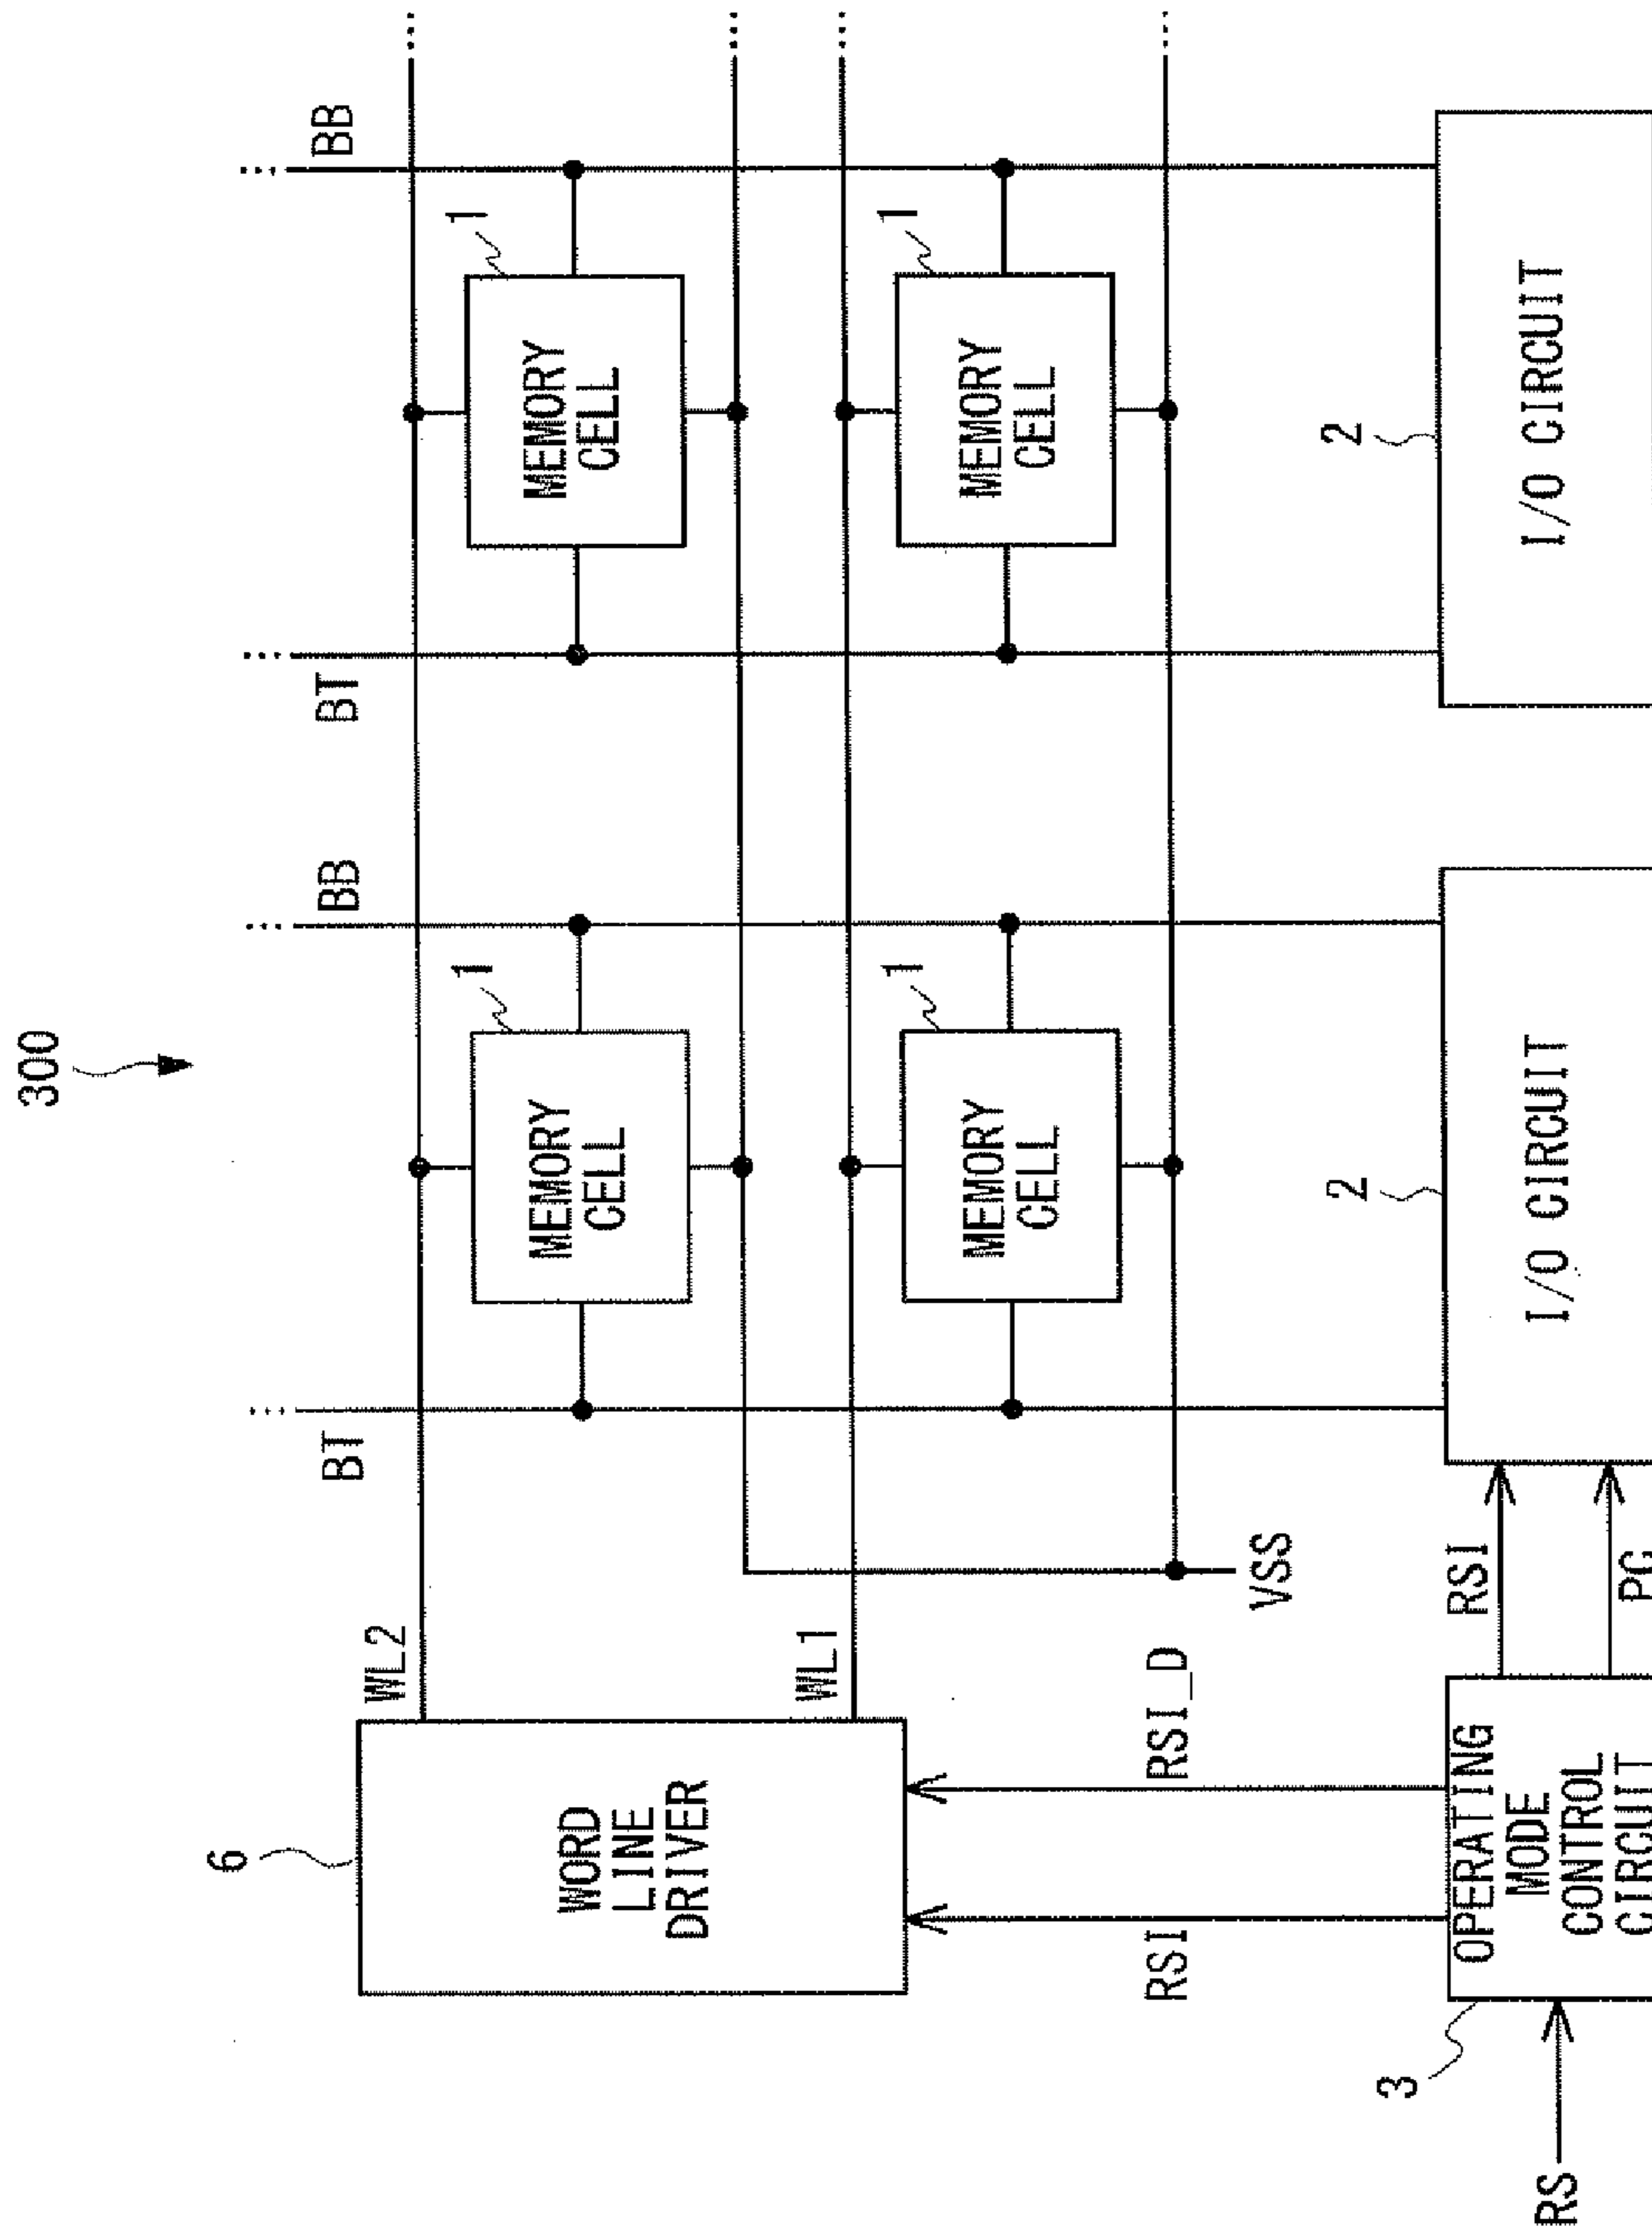 300
BT
BB
BT
BB
6
WL2
1
1
WORD
LINE
DRIVER
MEMORY
CELL
MEMORY
CELL
WL1
1
1
MEMORY
CELL
MEMORY
CELL
RSI
RSI_D
VSS
2
2
3
RS
OPERATING
MODE
CONTROL
CIRCUIT
RSI
PG
I/O CIRCUIT
I/O CIRCUIT